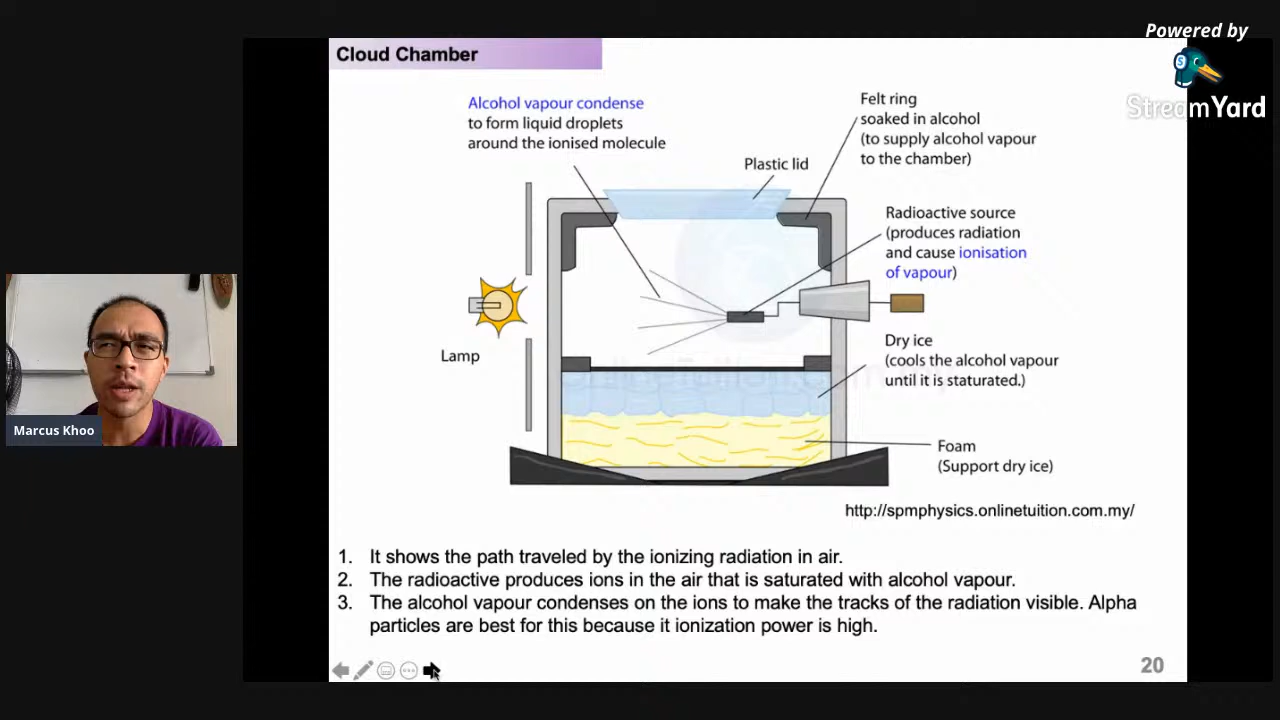 Powered by
StreamYard
Cloud Chamber
Alcohol vapour condense
to form liquid droplets
around the ionised molecule
Felt ring
soaked in alcohol
(to supply alcohol vapour
to the chamber)
Plastic lid
Radioactive source
(produces radiation
and cause ionisation
of vapour)
Lamp
Dry ice
(cools the alcohol vapour
until it is staturated.)
Foam
(Support dry ice)
http://spmphysics.onlinetuition.com.my/
Marcus Khoo
1. It shows the path traveled by the ionizing radiation in air.
2. The radioactive produces ions in the air that is saturated with alcohol vapour.
3. The alcohol vapour condenses on the ions to make the tracks of the radiation visible. Alpha
particles are best for this because it ionization power is high.
20